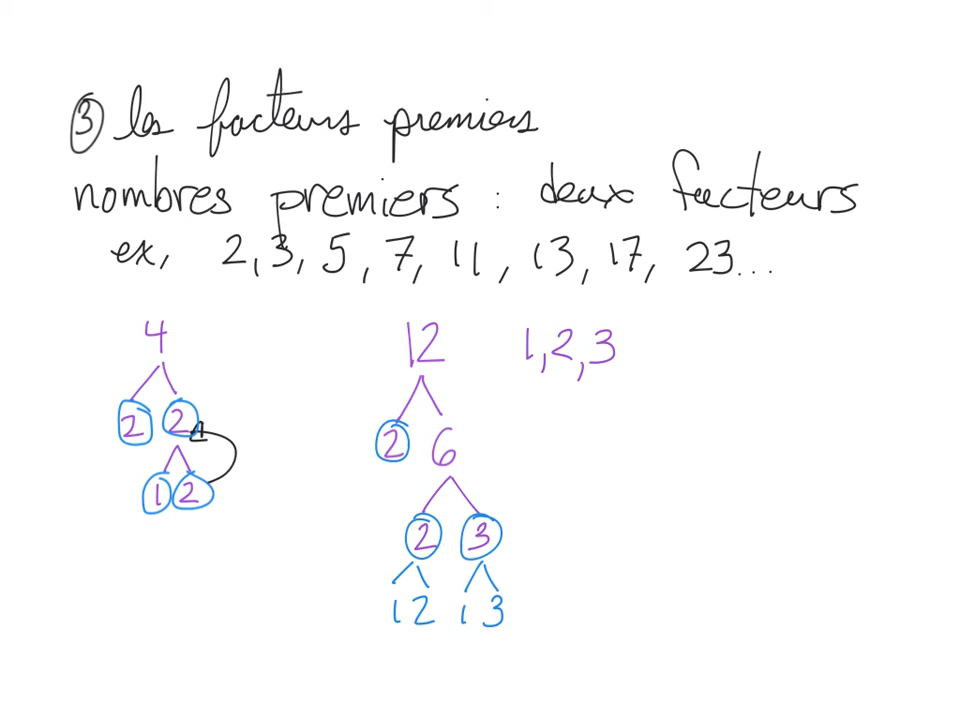 ③ les facteurs premiers
nombres premiers : deux facteurs
ex, 2, 3, 5, 7, 11, 13, 17, 23...
4
2 2
1 2
12 1,2,3
2 6
2 3
1 2 1 3